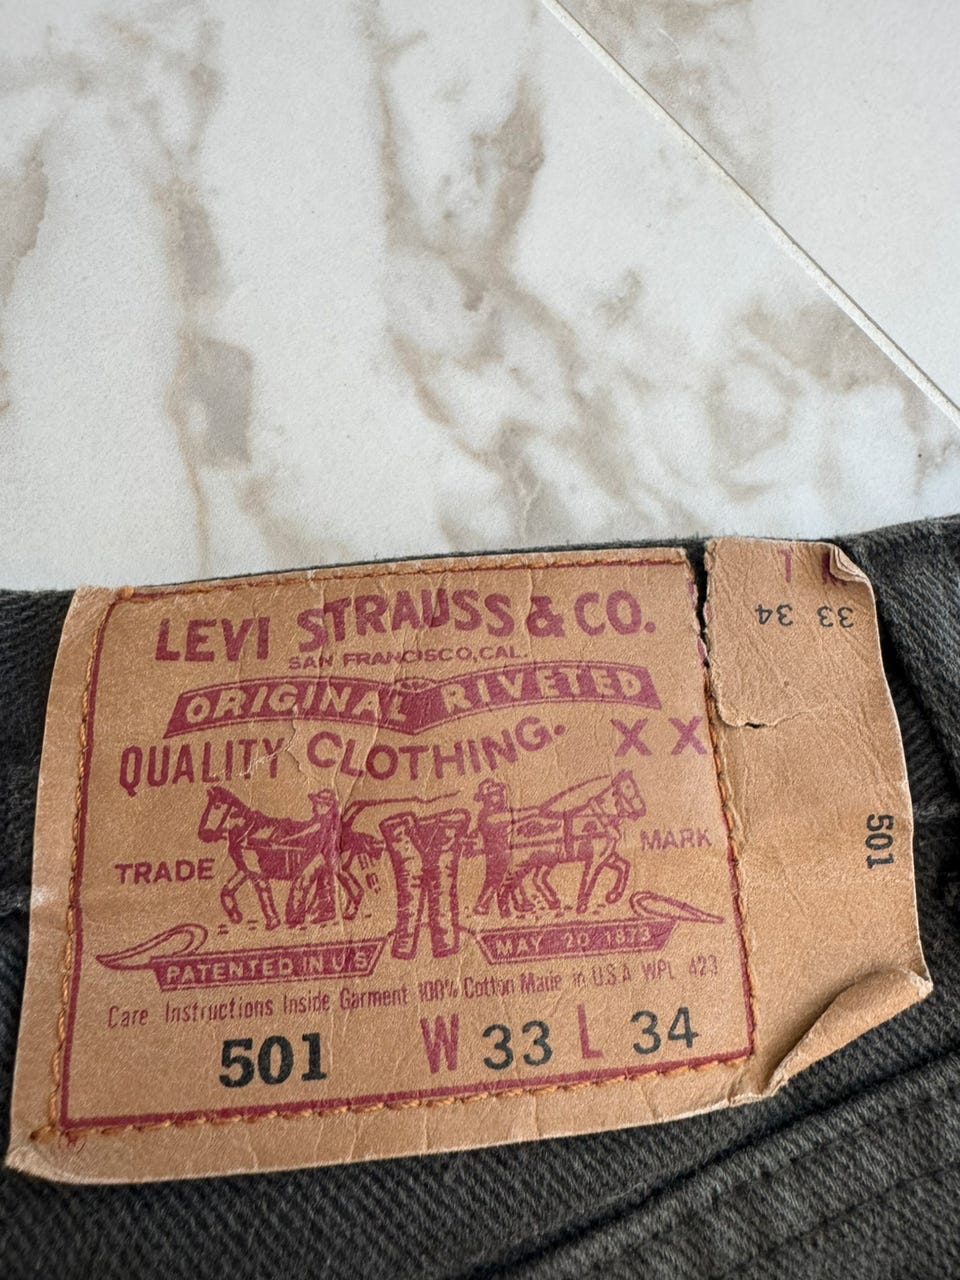 LEVI STRAUSS & CO.
SAN FRANCISCO, CAL.
ORIGINAL RIVETED
QUALITY CLOTHING. XX
TRADE MARK
PATENTED IN U S MAY 20 1873
Care Instructions Inside Garment 100% Cotton Made in U.S.A WPL 423
501 W 33 L 34
L
33 34
501